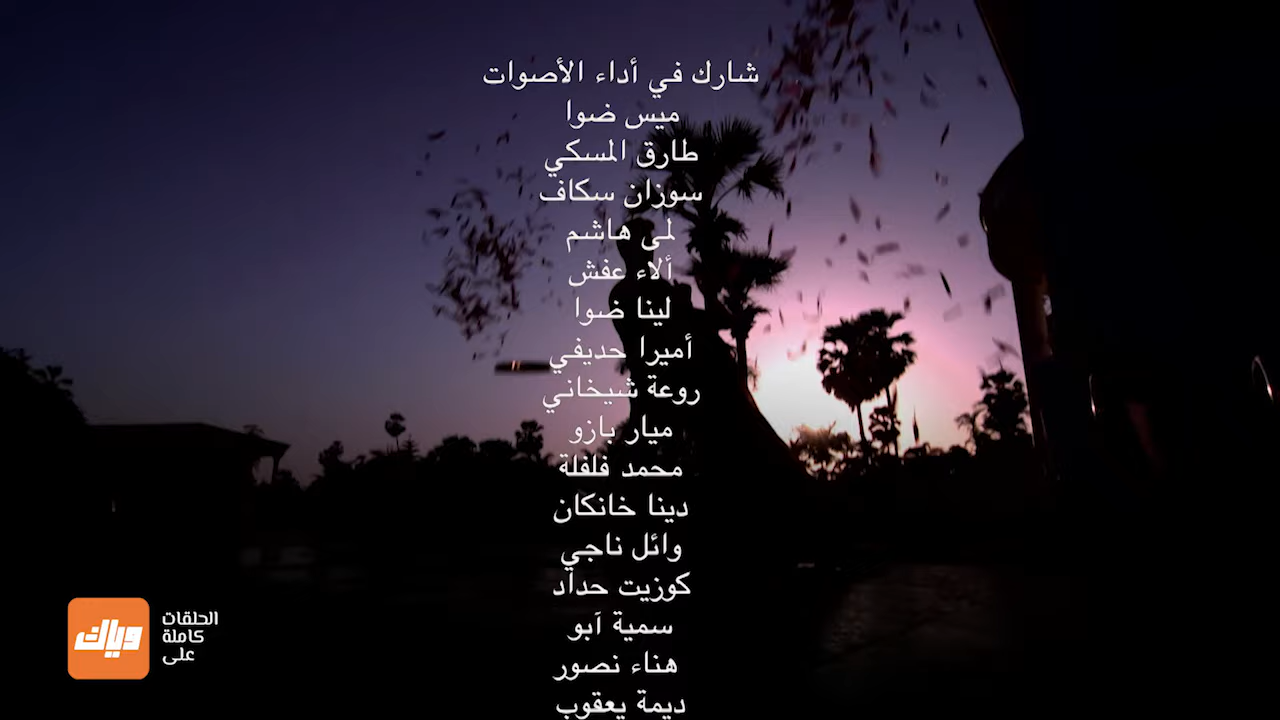 شارك في أداء الأصوات
ميس ضوا
طارق المسكي
سوزان سكاف
لمى هاشم
ألاء عفش
لينا ضوا
أميرا حديفي
روعة شيخاني
ميار بازو
محمد فلفلة
دينا خانكان
وائل ناجي
كوزيت حداد
سمية آبو
هناء نصور
ديمة يعقوب
وياك
الحلقات
كاملة
على